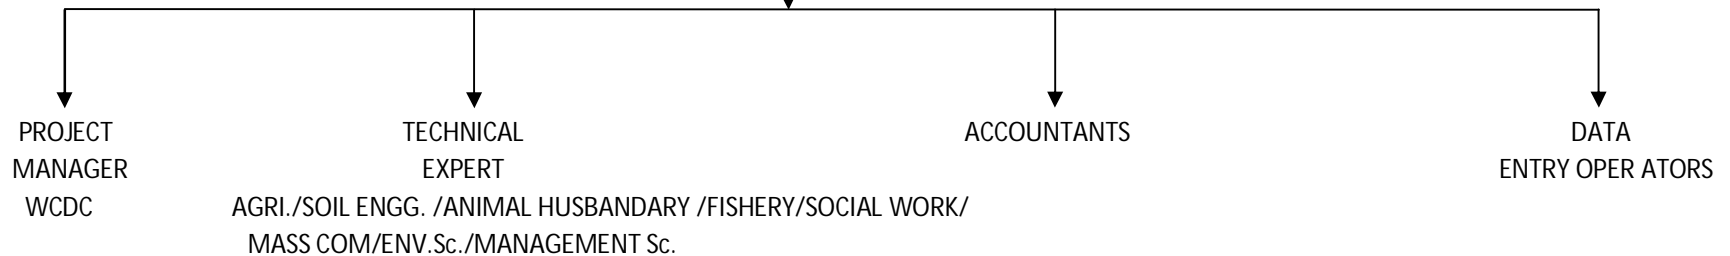 PROJECT TECHNICAL ACCOUNTANTS DATA
MANAGER EXPERT ENTRY OPER ATORS
WCDC AGRI./SOIL ENGG. /ANIMAL HUSBANDARY /FISHERY/SOCIAL WORK/
MASS COM/ENV.Sc./MANAGEMENT Sc.